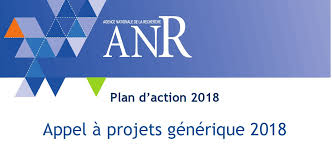 AGENCE NATIONALE DE LA RECHERCHE
ANR
Plan d'action 2018
Appel à projets générique 2018